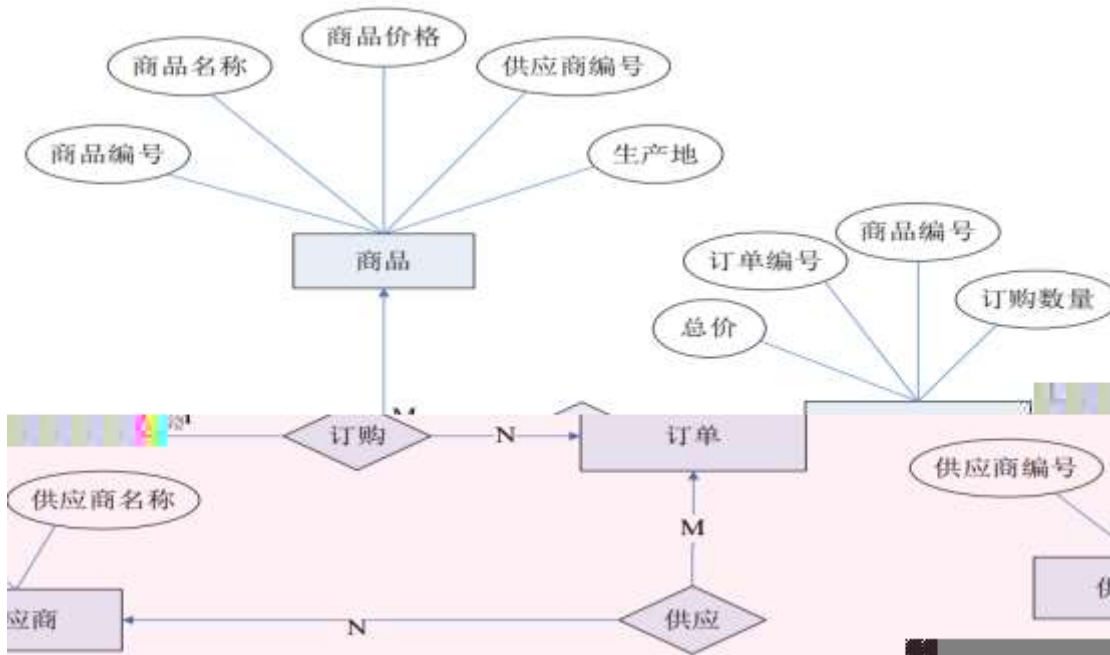 商品价格
商品名称
供应商编号
商品编号
生产地
商品
商品编号
订单编号
订购数量
总价
订购
N
订单
供应商编号
供应商名称
M
应商
N
供应